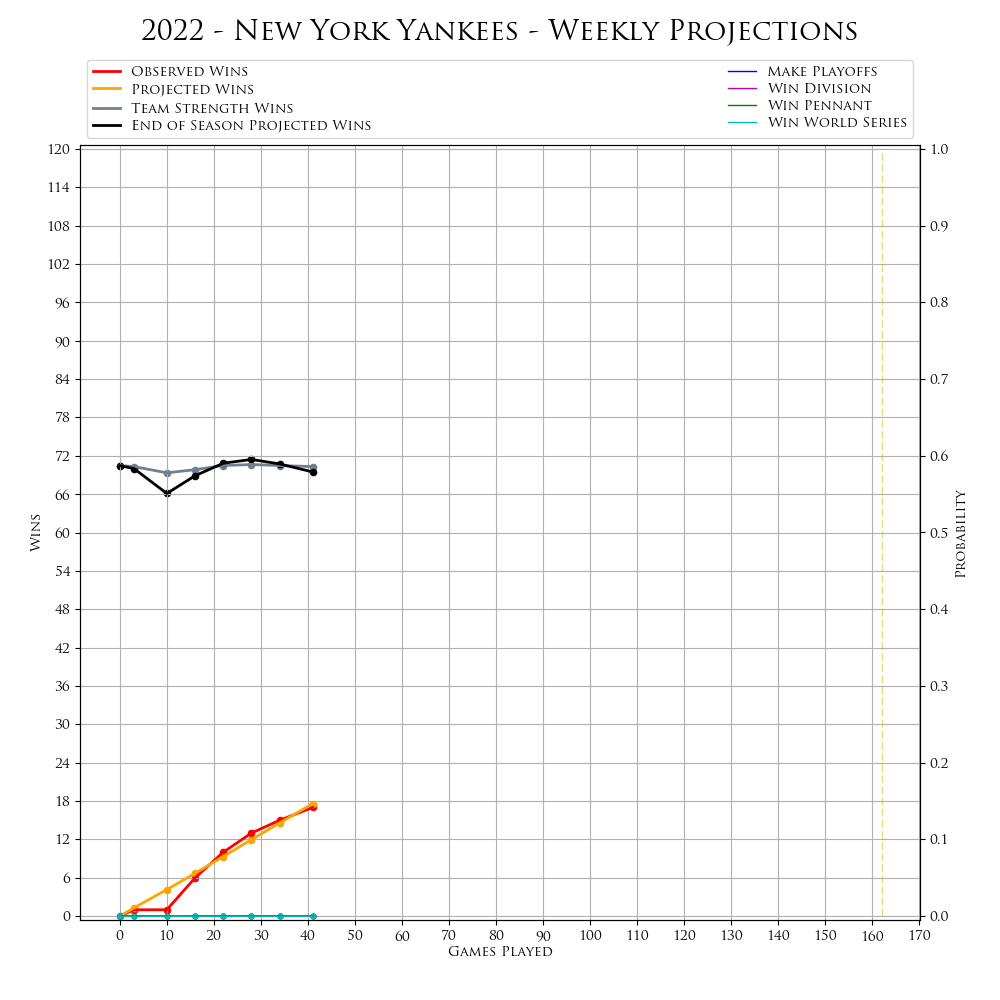 2022 - New York Yankees - Weekly Projections
Observed Wins
Projected Wins
Team Strength Wins
End of Season Projected Wins
Make Playoffs
Win Division
Win Pennant
Win World Series
120
114
108
102
96
90
84
78
72
66
60
54
48
42
36
30
24
18
12
6
0
Wins
1.0
0.9
0.8
0.7
0.6
0.5
0.4
0.3
0.2
0.1
0.0
Probability
0 10 20 30 40 50 60 70 80 90 100 110 120 130 140 150 160 170
Games Played